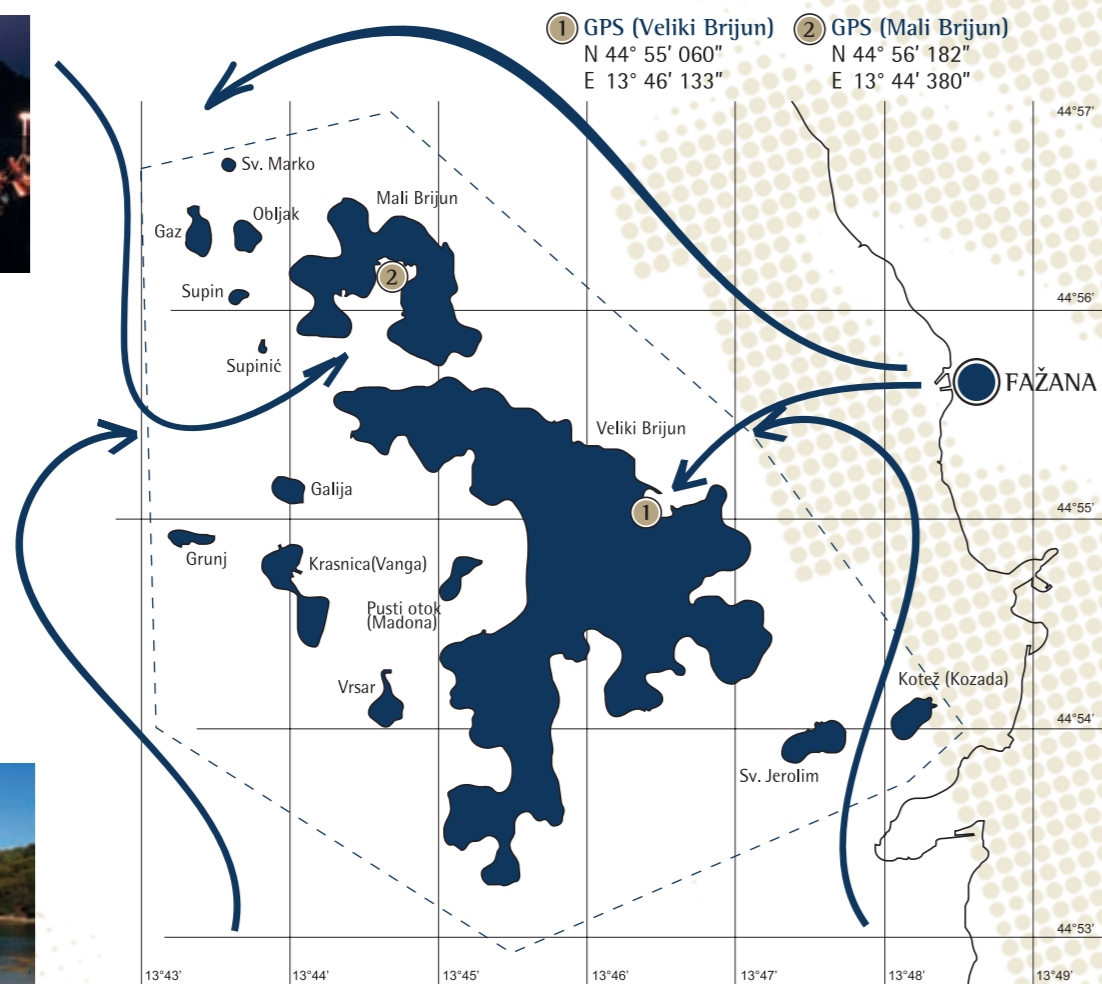 1 GPS (Veliki Brijun)
N 44° 55' 060"
E 13° 46' 133"
2 GPS (Mali Brijun)
N 44° 56' 182"
E 13° 44' 380"
44°57'
Sv. Marko
Mali Brijun
Obljak
Gaz
2
Supin
44°56'
Supinić
FAŽANA
Veliki Brijun
Galija
1
44°55'
Grunj
Krasnica(Vanga)
Pusti otok
(Madona)
Vrsar
Kotež (Kozada)
44°54'
Sv. Jerolim
44°53'
13°43'
13°44'
13°45'
13°46'
13°47'
13°48'
13°49'